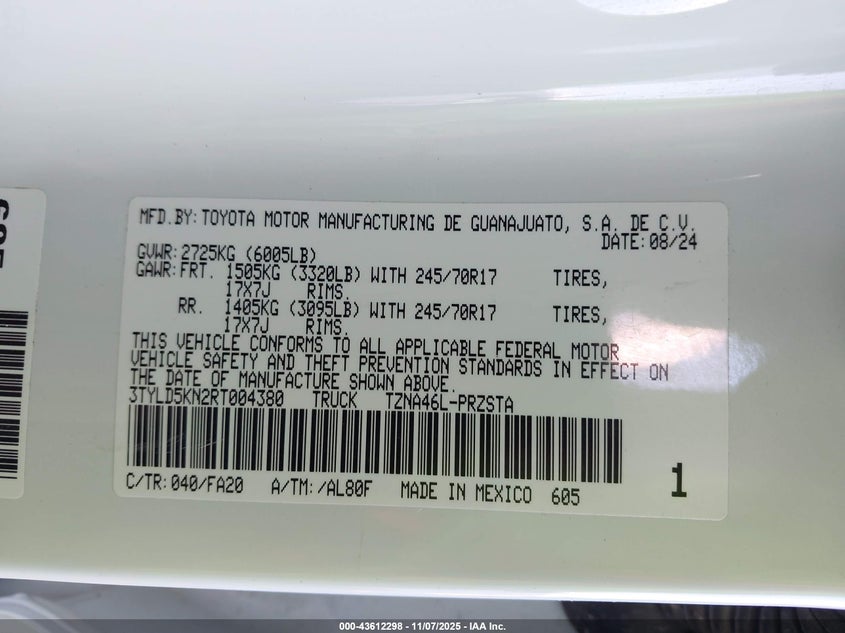 MFD.BY:TOYOTA MOTOR MANUFACTURING DE GUANAJUATO, S.A. DE C.V.
DATE:08/24
GVWR:2725KG (6005LB)
GAWR:FRT. 1505KG (3320LB) WITH 245/70R17 TIRES,
17X7J RIMS.
RR. 1405KG (3095LB) WITH 245/70R17 TIRES,
17X7J RIMS.
THIS VEHICLE CONFORMS TO ALL APPLICABLE FEDERAL MOTOR
VEHICLE SAFETY AND THEFT PREVENTION STANDARDS IN EFFECT ON
THE DATE OF MANUFACTURE SHOWN ABOVE.
3TYLD5KN2RT004380 TRUCK TZNA46L-PRZSTA
C/TR:040/FA20 A/TM:/AL80F MADE IN MEXICO 605
1
000-43612298 - 11/07/2025 - IAA Inc.